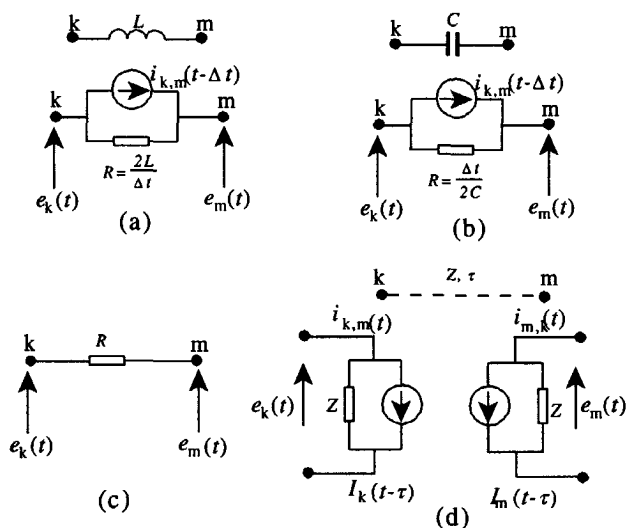 k L m
i_{k,m}(t-Δt)
k m
R = 2L/Δt
e_k(t) e_m(t)
(a)
k C m
i_{k,m}(t-Δt)
k m
R = Δt/2C
e_k(t) e_m(t)
(b)
k R m
e_k(t) e_m(t)
(c)
k Z, τ m
i_{k,m}(t) i_{m,k}(t)
e_k(t) Z Z e_m(t)
I_k(t-τ) I_m(t-τ)
(d)